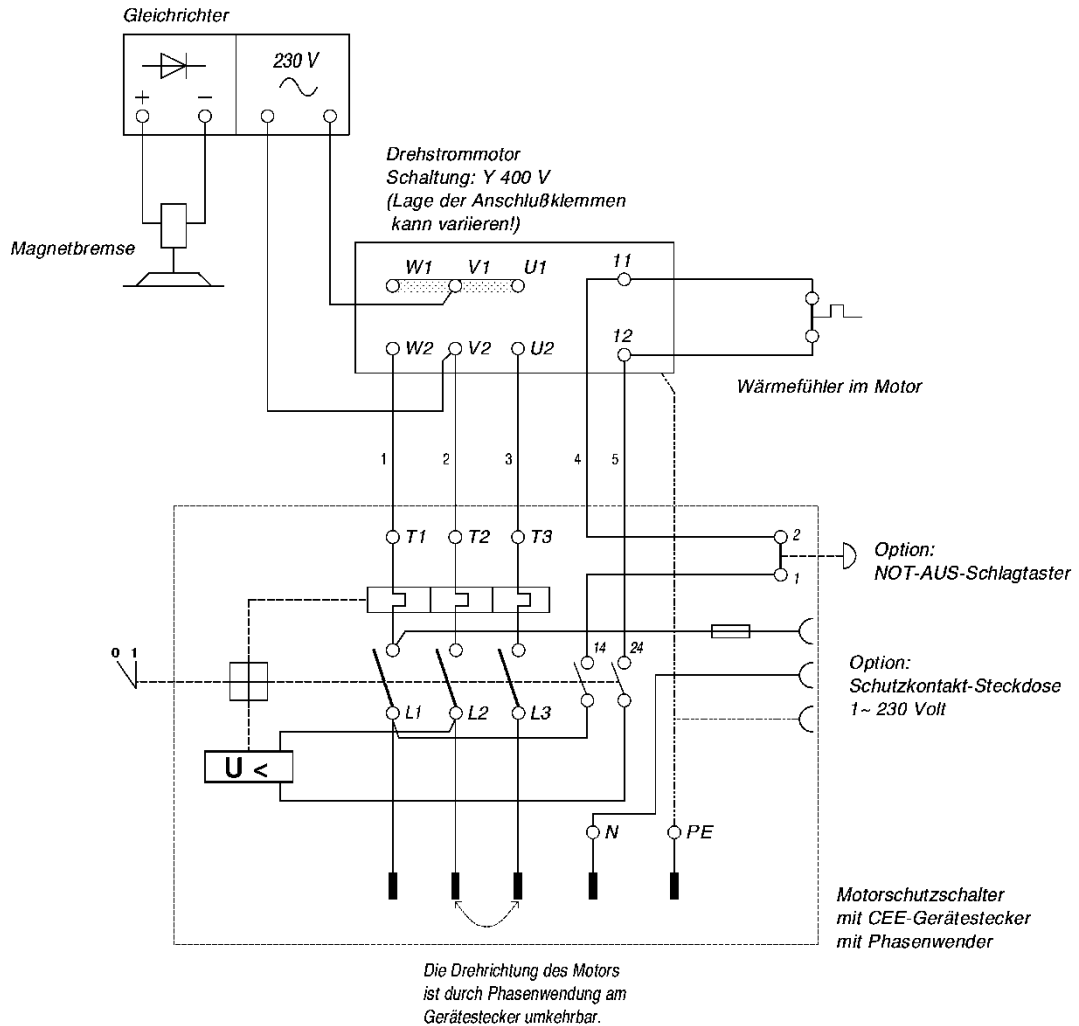 Gleichrichter
230 V
+ −
Drehstrommotor
Schaltung: Y 400 V
(Lage der Anschlußklemmen
kann variieren!)
Magnetbremse
W1 V1 U1 11
W2 V2 U2 12
Wärmefühler im Motor
1 2 3 4 5
T1 T2 T3
2
1
Option:
NOT-AUS-Schlagtaster
0 1
14 24
Option:
Schutzkontakt-Steckdose
1~ 230 Volt
L1 L2 L3
U <
N PE
Motorschutzschalter
mit CEE-Gerätestecker
mit Phasenwender
Die Drehrichtung des Motors
ist durch Phasenwendung am
Gerätestecker umkehrbar.